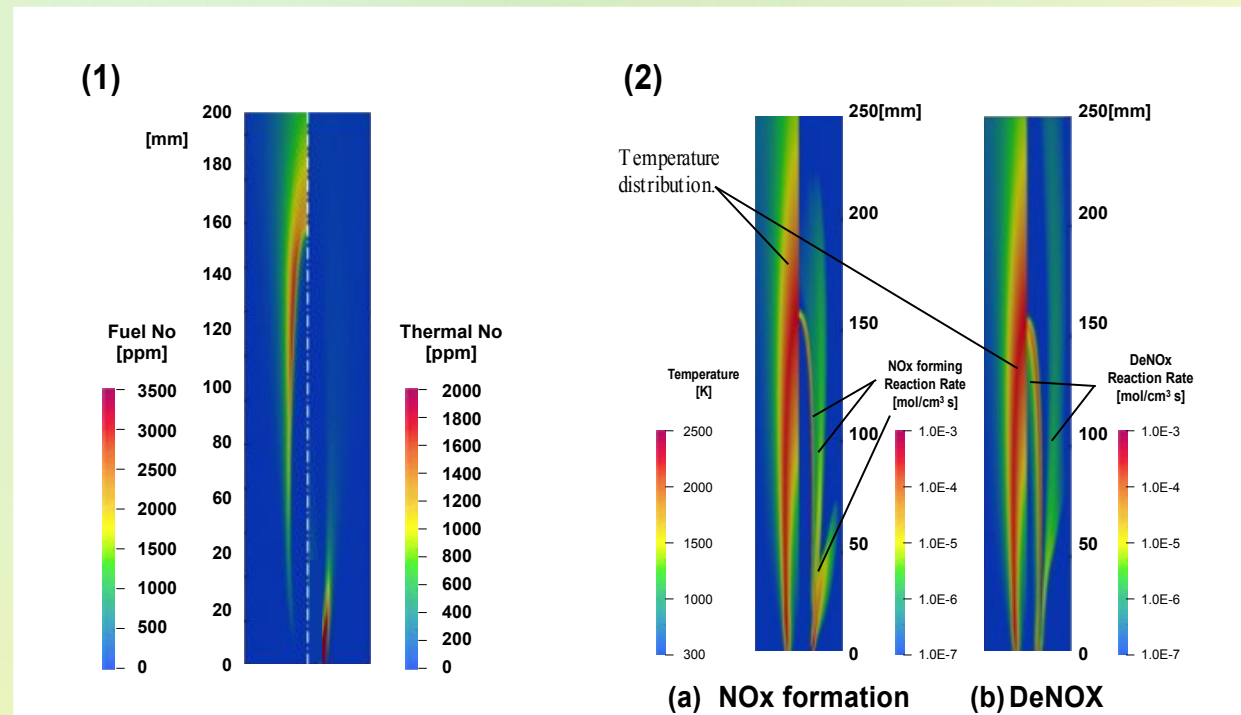 (1)
200
[mm]
180
160
140
120
100
80
60
20
20
0
Fuel No
[ppm]
3500
3000
2500
2000
1500
1000
500
0
Thermal No
[ppm]
2000
1800
1600
1400
1200
1000
800
600
400
200
0
(2)
Temperature
distribution.
250[mm]
200
150
100
50
0
Temperature
[K]
2500
2000
1500
1000
300
NOx forming
Reaction Rate
[mol/cm³ s]
1.0E-3
1.0E-4
1.0E-5
1.0E-6
1.0E-7
(a) NOx formation
250[mm]
200
150
100
50
0
DeNOx
Reaction Rate
[mol/cm³ s]
1.0E-3
1.0E-4
1.0E-5
1.0E-6
1.0E-7
(b) DeNOX